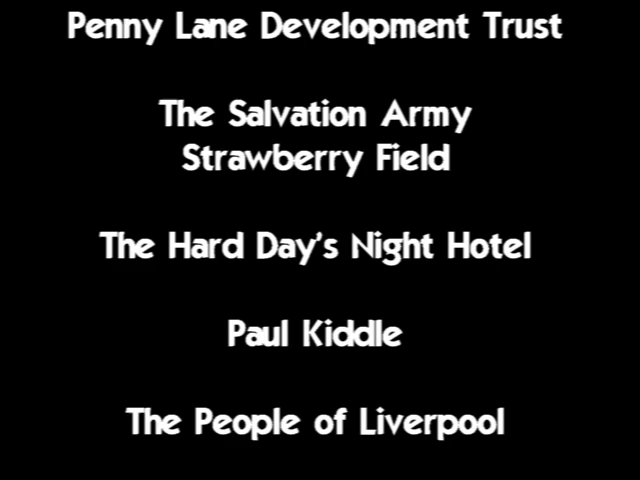 Penny Lane Development Trust
The Salvation Army
Strawberry Field
The Hard Day's Night Hotel
Paul Kiddle
The People of Liverpool